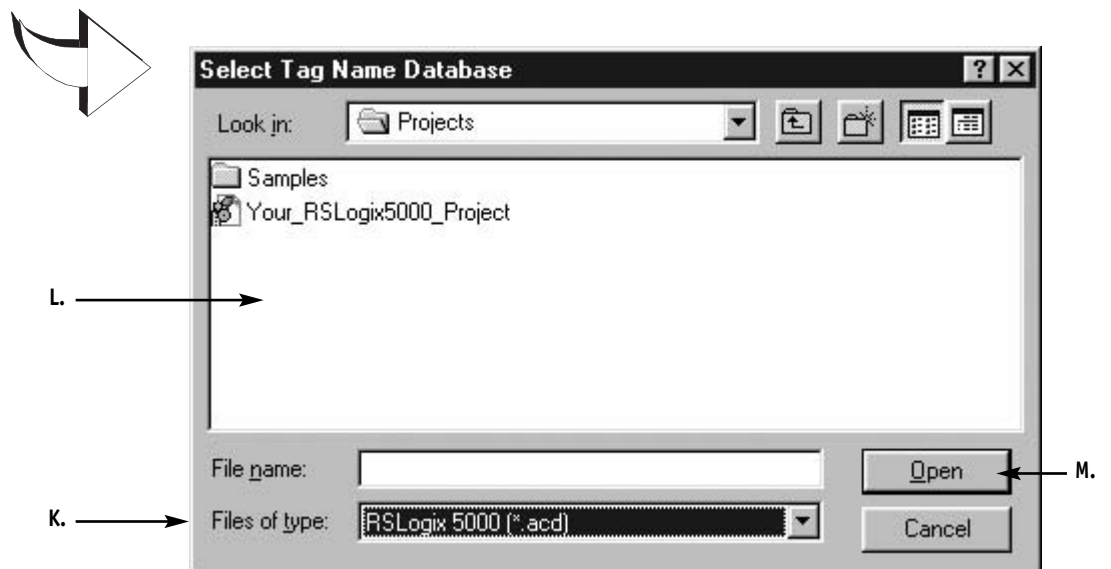 Select Tag Name Database
Look in: Projects
Samples
Your_RSLogix5000_Project
L.
File name: Open M.
K. Files of type: RSLogix 5000 (*.acd) Cancel